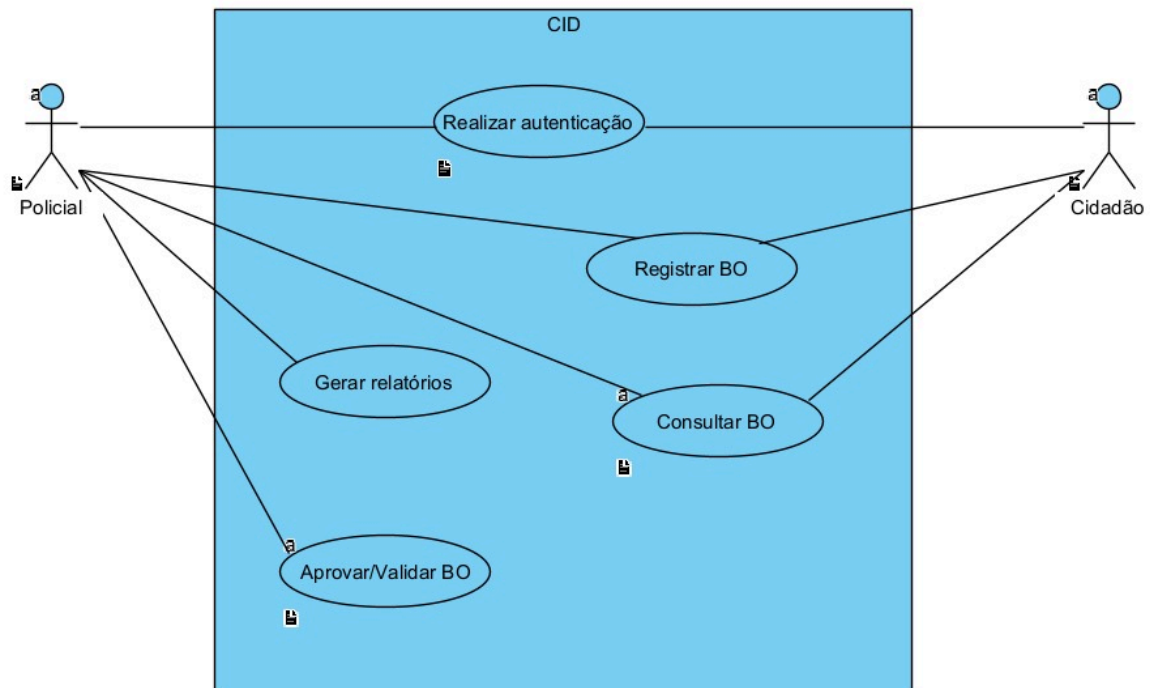 CID
a
a
Realizar autenticação
Policial
Cidadão
Registrar BO
Gerar relatórios
a
Consultar BO
a
Aprovar/Validar BO